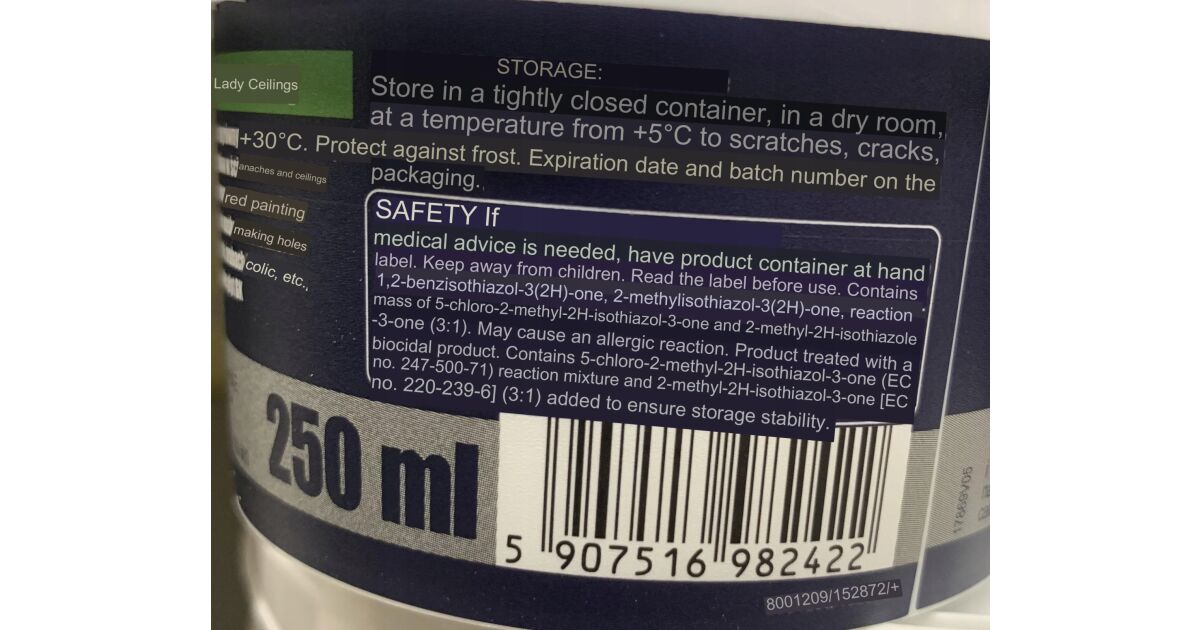 STORAGE:
Lady Ceilings
Store in a tightly closed container, in a dry room,
at a temperature from +5°C to scratches, cracks,
+30°C. Protect against frost. Expiration date and batch number on the
packaging.
anaches and ceilings
red painting
making holes
colic, etc.,
SAFETY If
medical advice is needed, have product container at hand
label. Keep away from children. Read the label before use. Contains
1,2-benzisothiazol-3(2H)-one, 2-methylisothiazol-3(2H)-one, reaction
mass of 5-chloro-2-methyl-2H-isothiazol-3-one and 2-methyl-2H-isothiazole
-3-one (3:1). May cause an allergic reaction. Product treated with a
biocidal product. Contains 5-chloro-2-methyl-2H-isothiazol-3-one (EC
no. 247-500-71) reaction mixture and 2-methyl-2H-isothiazol-3-one [EC
no. 220-239-6] (3:1) added to ensure storage stability.
250 ml
5 907516 982422
8001209/152872/+
17869V05